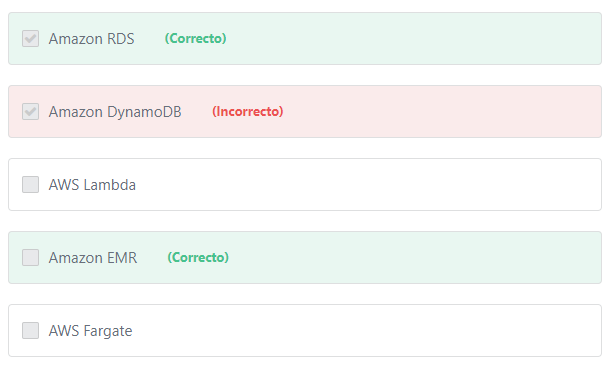 Amazon RDS (Correcto)
Amazon DynamoDB (Incorrecto)
AWS Lambda
Amazon EMR (Correcto)
AWS Fargate